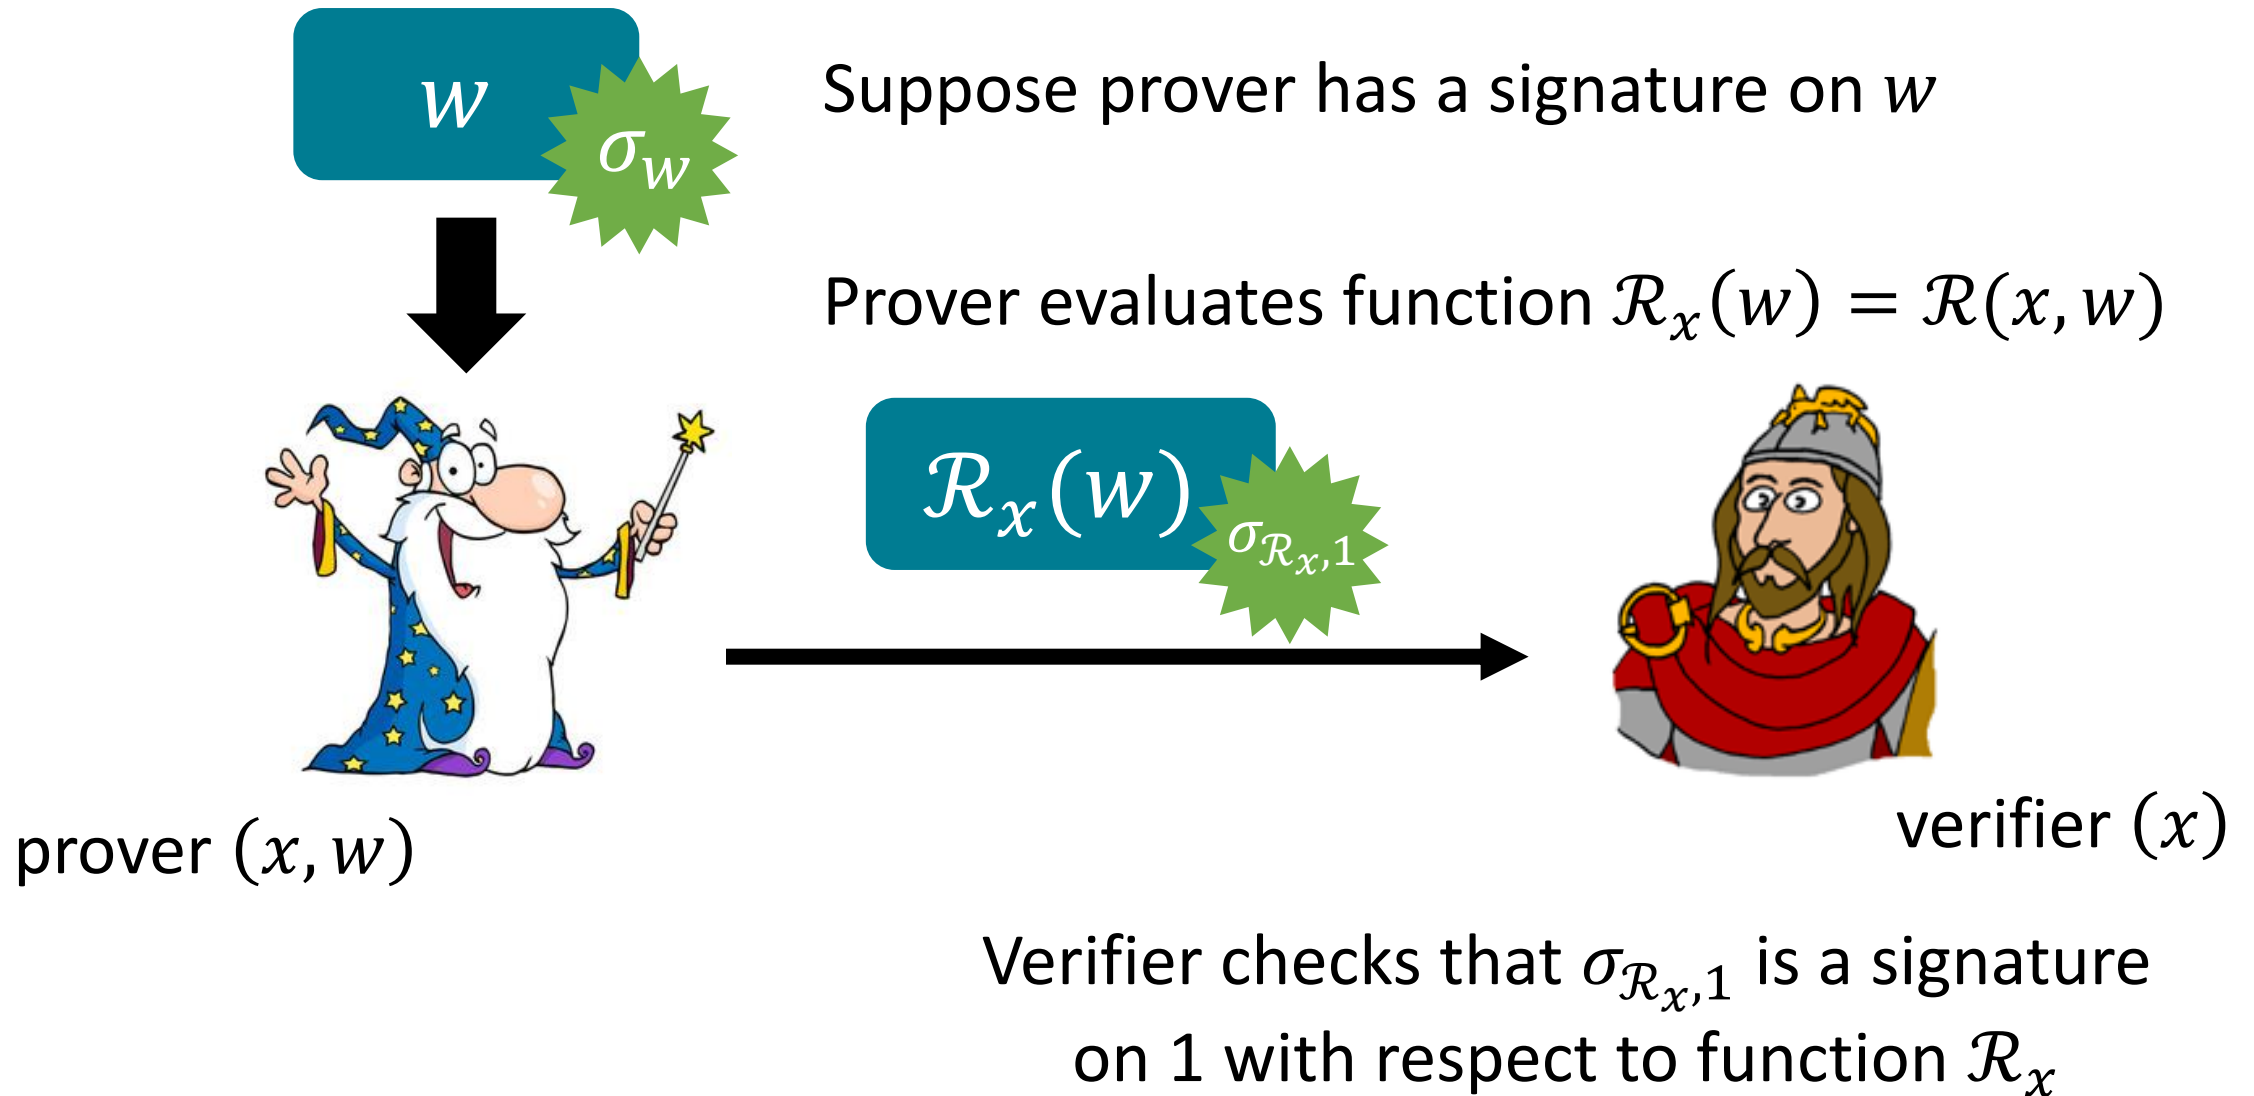 w
σ_w
Suppose prover has a signature on w
Prover evaluates function ℛ_x(w) = ℛ(x, w)
ℛ_x(w)
σ_{ℛ_x,1}
prover (x, w)
verifier (x)
Verifier checks that σ_{ℛ_x,1} is a signature
on 1 with respect to function ℛ_x